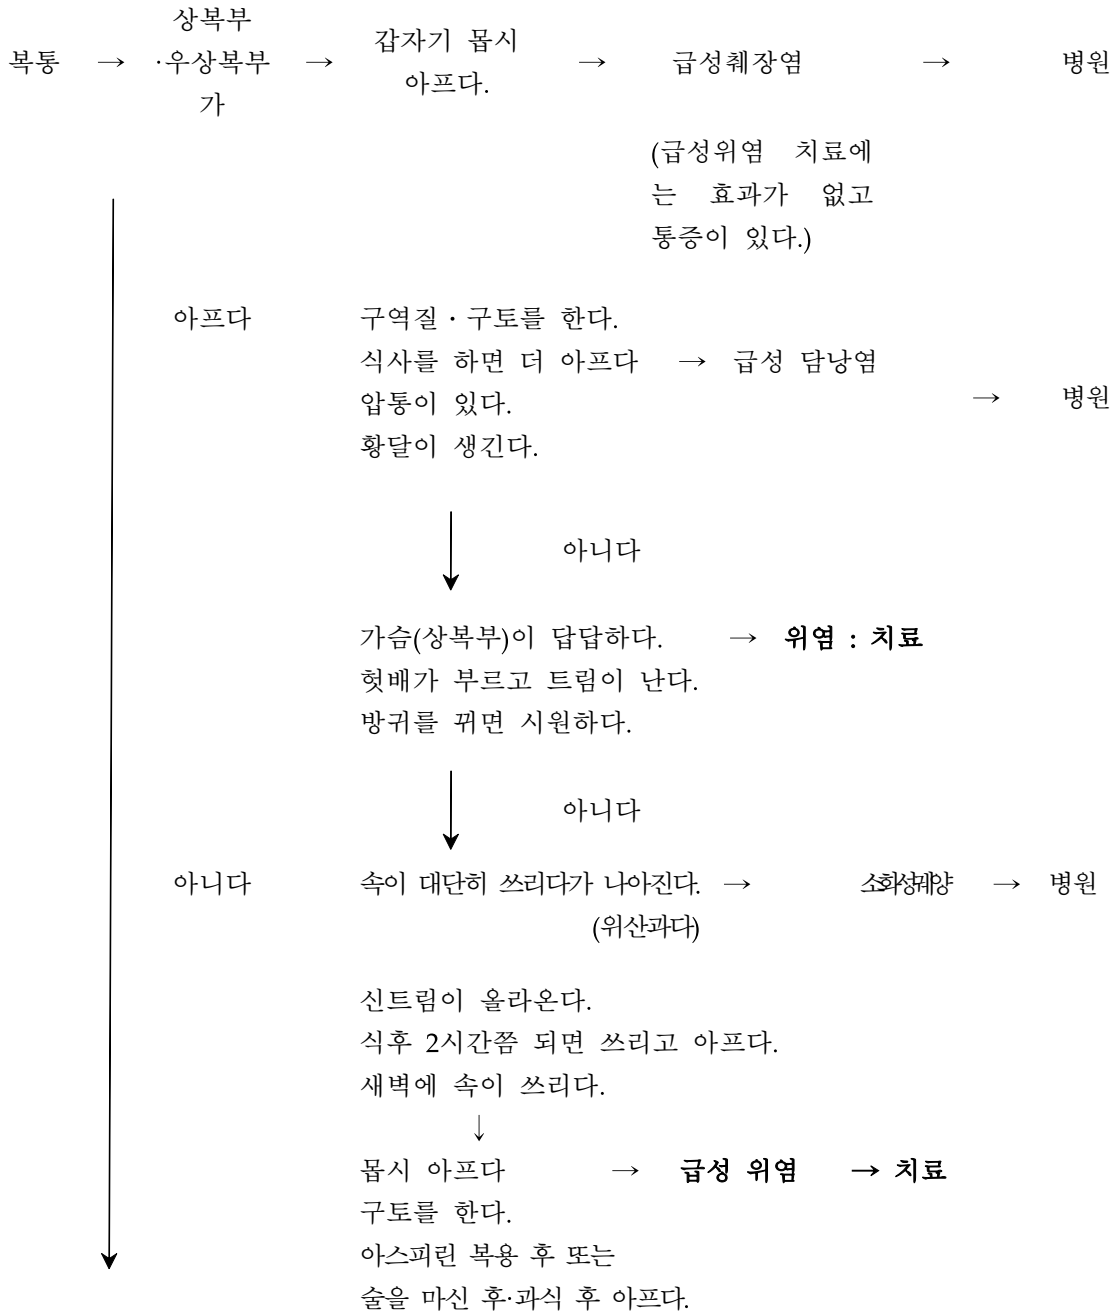 복통 → 상복부 ·우상복부 가 → 갑자기 몹시 아프다. → 급성췌장염 → 병원
(급성위염 치료에
는 효과가 없고
통증이 있다.)
아프다 구역질 · 구토를 한다.
식사를 하면 더 아프다 → 급성 담낭염
압통이 있다. → 병원
황달이 생긴다.
아니다
가슴(상복부)이 답답하다. → 위염 : 치료
헛배가 부르고 트림이 난다.
방귀를 뀌면 시원하다.
아니다
아니다 속이 대단히 쓰리다가 나아진다. → 소화성궤양 → 병원
(위산과다)
신트림이 올라온다.
식후 2시간쯤 되면 쓰리고 아프다.
새벽에 속이 쓰리다.
↓
몹시 아프다 → 급성 위염 → 치료
구토를 한다.
아스피린 복용 후 또는
술을 마신 후·과식 후 아프다.